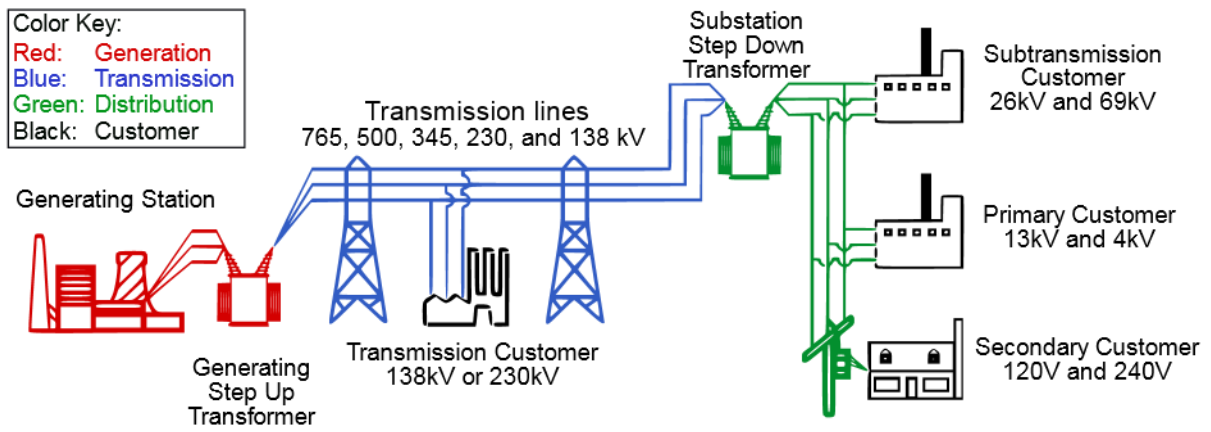 Color Key:
Red: Generation
Blue: Transmission
Green: Distribution
Black: Customer
Generating Station
Generating
Step Up
Transformer
Transmission lines
765, 500, 345, 230, and 138 kV
Transmission Customer
138kV or 230kV
Substation
Step Down
Transformer
Subtransmission
Customer
26kV and 69kV
Primary Customer
13kV and 4kV
Secondary Customer
120V and 240V